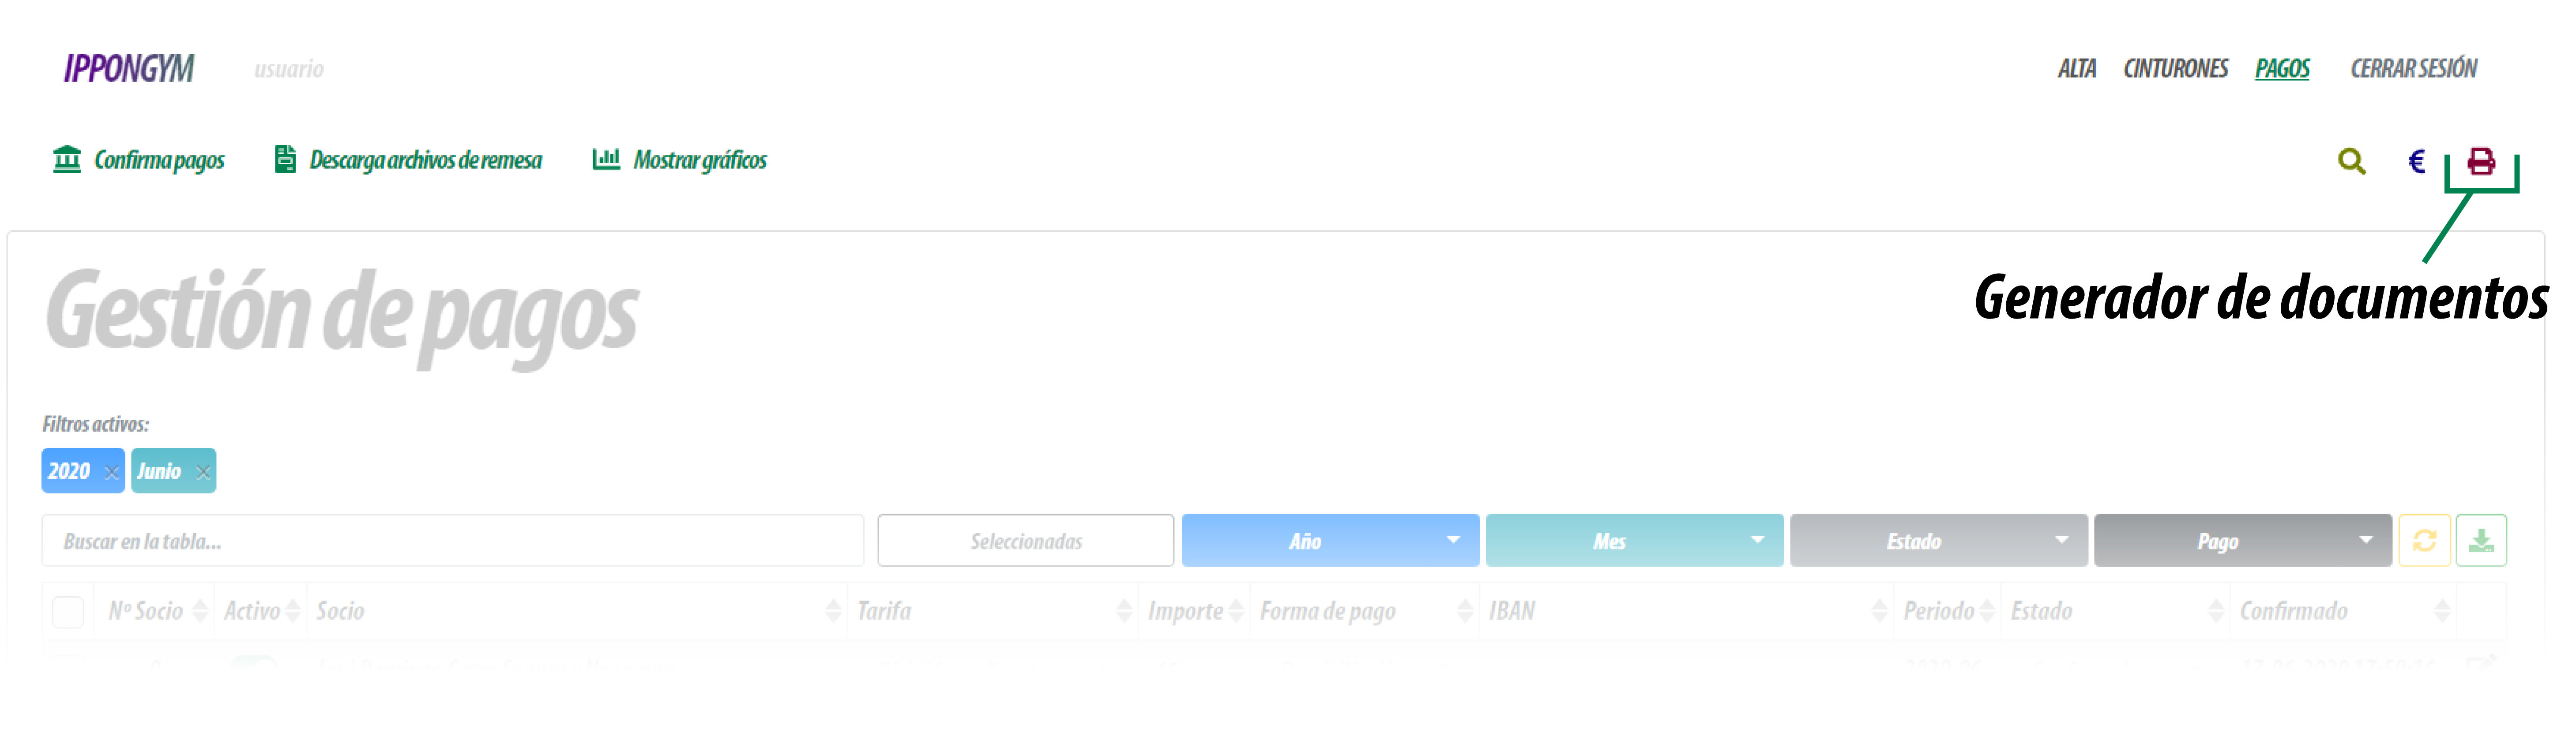 IPPONGYM usuario ALTA CINTURONES PAGOS CERRAR SESIÓN
Confirma pagos Descarga archivos de remesa Mostrar gráficos €
Generador de documentos
Gestión de pagos
Filtros activos:
2020 × Junio ×
Buscar en la tabla... Seleccionadas Año Mes Estado Pago
Nº Socio Activo Socio Tarifa Importe Forma de pago IBAN Periodo Estado Confirmado